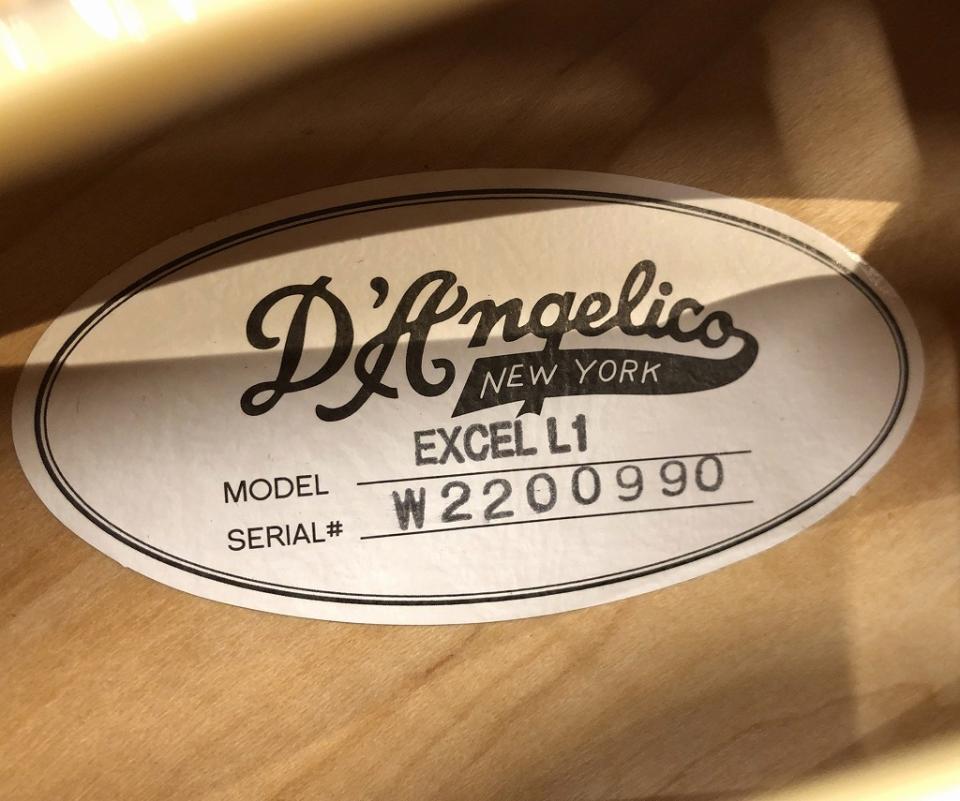 D'Angelico
NEW YORK
EXCEL L1
MODEL
W2200990
SERIAL#